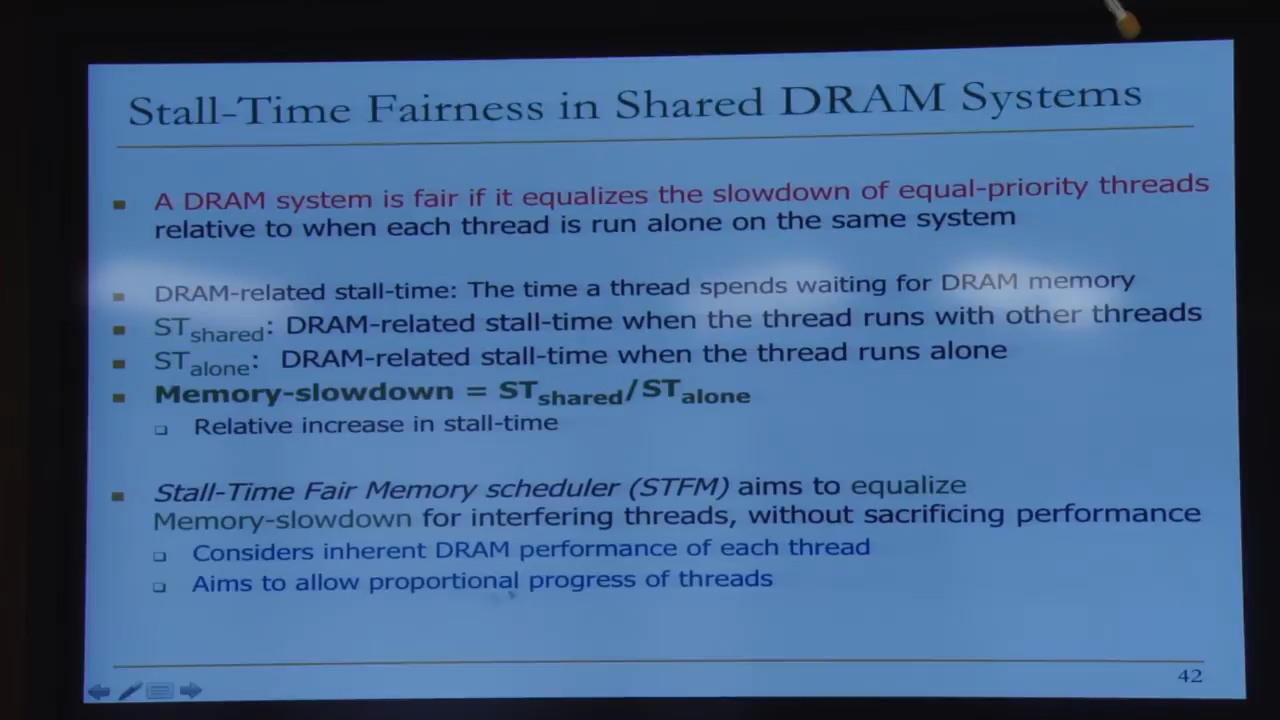 Stall-Time Fairness in Shared DRAM Systems
A DRAM system is fair if it equalizes the slowdown of equal-priority threads
relative to when each thread is run alone on the same system
DRAM-related stall-time: The time a thread spends waiting for DRAM memory
STshared: DRAM-related stall-time when the thread runs with other threads
STalone: DRAM-related stall-time when the thread runs alone
Memory-slowdown = STshared/STalone
Relative increase in stall-time
Stall-Time Fair Memory scheduler (STFM) aims to equalize
Memory-slowdown for interfering threads, without sacrificing performance
Considers inherent DRAM performance of each thread
Aims to allow proportional progress of threads
42